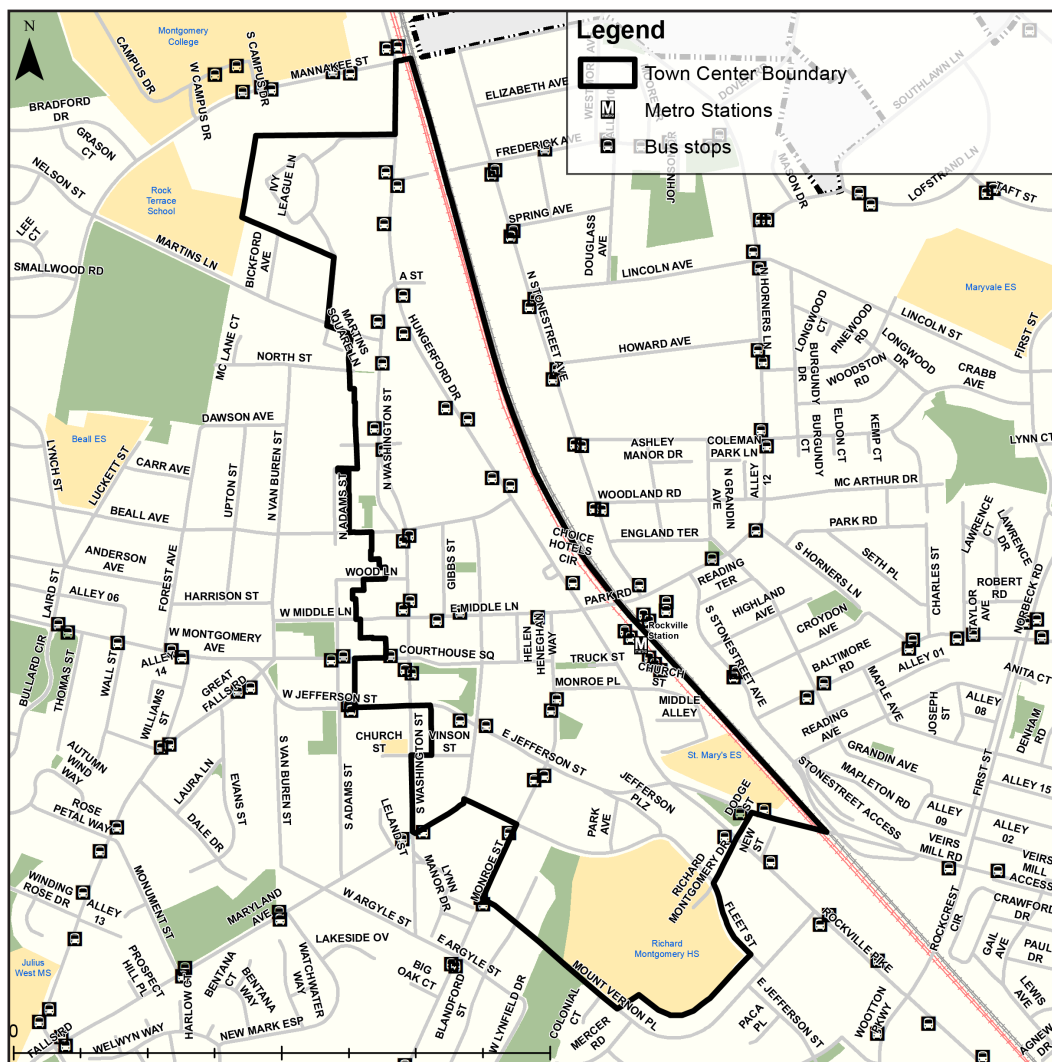 N
Legend
Town Center Boundary
M
Metro Stations
Bus stops
Montgomery
College
CAMPUS DR
W CAMPUS DR
S CAMPUS DR
MANNAKEE ST
BRADFORD
DR
GRASON
CT
NELSON ST
Rock
Terrace
School
LEE
CT
SMALLWOOD RD
MARTINS LN
IVY
LEAGUE LN
BICKFORD
AVE
ELIZABETH AVE
FREDERICK AVE
SPRING AVE
DOUGLASS
AVE
LINCOLN AVE
JOHNSON DR
DOVER
MASON DR
SOUTHLAWN LN
LOFSTRAND LN
TAFT ST
Maryvale ES
LINCOLN ST
FIRST ST
A ST
HUNGERFORD DR
N STONESTREET AVE
N HORNERS LN
HOWARD AVE
LONGWOOD
CT
PINEWOOD
RD
LONGWOOD
DR
BURGUNDY
DR
WOODSTON
RD
CRABB
AVE
MC LANE CT
MARTINS
SQUARE LN
NORTH ST
DAWSON AVE
Beall ES
LYNCH ST
LUCKETT ST
CARR AVE
UPTON ST
N VAN BUREN ST
N WASHINGTON ST
N ADAMS ST
ASHLEY
MANOR DR
COLEMAN
PARK LN
BURGUNDY
CT
ELDON CT
KEMP CT
LYNN CT
N GRANDIN
AVE
ALLEY
12
MC ARTHUR DR
WOODLAND RD
BEALL AVE
ENGLAND TER
PARK RD
LAWRENCE
CT
LAWRENCE
DR
CHOICE
HOTELS
CIR
ANDERSON
AVE
FOREST AVE
WOOD LN
GIBBS ST
LAIRD ST
ALLEY 06
HARRISON ST
W MIDDLE LN
E MIDDLE LN
PARK RD
READING
TER
S HORNERS LN
SETH PL
CHARLES ST
ROBERT
RD
TAYLOR
AVE
NORBECK RD
HIGHLAND
AVE
CROYDON
AVE
Rockville
Station
M
BULLARD CIR
THOMAS ST
WALL ST
W MONTGOMERY
AVE
ALLEY
14
COURTHOUSE SQ
HELEN
HENEGHAN
WAY
TRUCK ST
CHURCH
ST
S STONESTREET AVE
BALTIMORE
RD
ALLEY 01
ANITA CT
GREAT
FALLS RD
W JEFFERSON ST
MONROE PL
MIDDLE
ALLEY
MAPLE AVE
JOSEPH
ST
ALLEY
08
DENHAM
RD
WILLIAMS
ST
AUTUMN
WIND
WAY
S VAN BUREN ST
CHURCH
ST
S WASHINGTON ST
VINSON
ST
E JEFFERSON ST
READING
AVE
St. Mary's ES
GRANDIN AVE
FIRST ST
LAURA LN
EVANS ST
S ADAMS ST
JEFFERSON
PLZ
DODGE
ST
STONESTREET ACCESS
MAPLETON RD
ALLEY 15
ROSE
PETAL WAY
DALE DR
LELAND ST
PARK
AVE
NEW
ST
ALLEY
09
ALLEY
02
VEIRS
MILL RD
VEIRS
MILL
ACCESS
RICHARD
MONTGOMERY DR
LYNN
MANOR DR
MONROE ST
WINDING
ROSE DR
ALLEY
13
MONUMENT ST
MARYLAND
AVE
W ARGYLE ST
FLEET ST
ROCKVILLE PIKE
ROCKCREST
CIR
CRAWFORD
DR
GAIL
AVE
PAUL
DR
LAKESIDE OV
E ARGYLE ST
Richard
Montgomery HS
Julius
West MS
PROSPECT
HILL PL
HARLOW CT
BENTANA
CT
BENTANA
WAY
WATCHWATER
WAY
BIG
OAK CT
BLANDFORD
ST
W LYNFIELD DR
MOUNT VERNON PL
COLONIAL
CT
MERCER
RD
PACA
PL
E JEFFERSON ST
WOOTTON
PKWY
LEWIS
AVE
AGNEW
DR
0
FALLS RD
WELWYN WAY
NEW MARK ESP